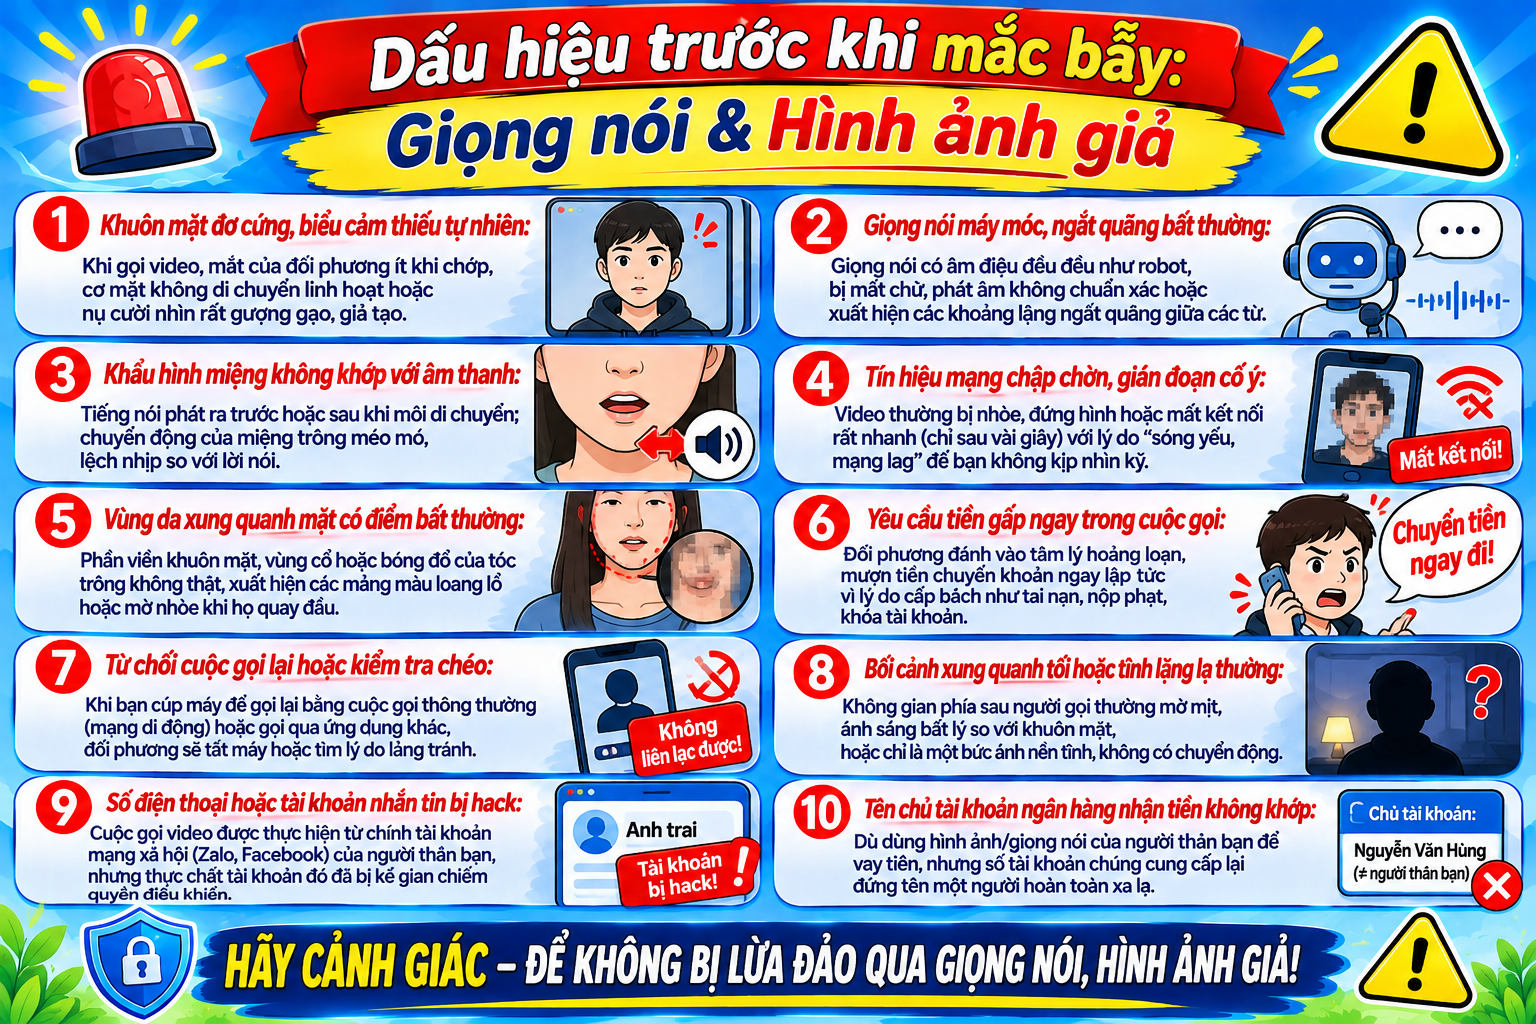 Dấu hiệu trước khi mắc bẫy:
Giọng nói & Hình ảnh giả
1 Khuôn mặt đơ cứng, biểu cảm thiếu tự nhiên:
Khi gọi video, mắt của đối phương ít khi chớp,
cơ mặt không di chuyển linh hoạt hoặc
nụ cười nhìn rất gượng gạo, giả tạo.
2 Giọng nói máy móc, ngắt quãng bất thường:
Giọng nói có âm điệu đều đều như robot,
bị mất chữ, phát âm không chuẩn xác hoặc
xuất hiện các khoảng lặng ngắt quãng giữa các từ.
3 Khẩu hình miệng không khớp với âm thanh:
Tiếng nói phát ra trước hoặc sau khi môi di chuyển;
chuyển động của miệng trông méo mó,
lệch nhịp so với lời nói.
4 Tín hiệu mạng chập chờn, gián đoạn cố ý:
Video thường bị nhòe, đứng hình hoặc mất kết nối
rất nhanh (chỉ sau vài giây) với lý do “sóng yếu,
mạng lag” để bạn không kịp nhìn kỹ.
Mất kết nối!
5 Vùng da xung quanh mặt có điểm bất thường:
Phần viền khuôn mặt, vùng cổ hoặc bóng đổ của tóc
trông không thật, xuất hiện các mảng màu loang lổ
hoặc mờ nhòe khi họ quay đầu.
6 Yêu cầu tiền gấp ngay trong cuộc gọi:
Đối phương đánh vào tâm lý hoảng loạn,
mượn tiền chuyển khoản ngay lập tức
vì lý do cấp bách như tai nạn, nộp phạt,
khóa tài khoản.
Chuyển tiền
ngay đi!
7 Từ chối cuộc gọi lại hoặc kiểm tra chéo:
Khi bạn cúp máy để gọi lại bằng cuộc gọi thông thường
(mạng di động) hoặc gọi qua ứng dung khác,
đối phương sẽ tắt máy hoặc tìm lý do lảng tránh.
Không
liên lạc được!
8 Bối cảnh xung quanh tối hoặc tĩnh lặng lạ thường:
Không gian phía sau người gọi thường mờ mịt,
ánh sáng bất lý so với khuôn mặt,
hoặc chỉ là một bức ảnh nền tĩnh, không có chuyển động.
?
9 Số điện thoại hoặc tài khoản nhắn tin bị hack:
Cuộc gọi video được thực hiện từ chính tài khoản
mạng xã hội (Zalo, Facebook) của người thân bạn,
nhưng thực chất tài khoản đó đã bị kẻ gian chiếm
quyền điều khiển.
Anh trai
Tài khoản
bị hack!
10 Tên chủ tài khoản ngân hàng nhận tiền không khớp:
Dù dùng hình ảnh/giọng nói của người thân bạn để
vay tiền, nhưng số tài khoản chúng cung cấp lại
đứng tên một người hoàn toàn xa lạ.
Chủ tài khoản:
Nguyễn Văn Hùng
(≠ người thân bạn)
HÃY CẢNH GIÁC – ĐỂ KHÔNG BỊ LỪA ĐẢO QUA GIỌNG NÓI, HÌNH ẢNH GIẢ!